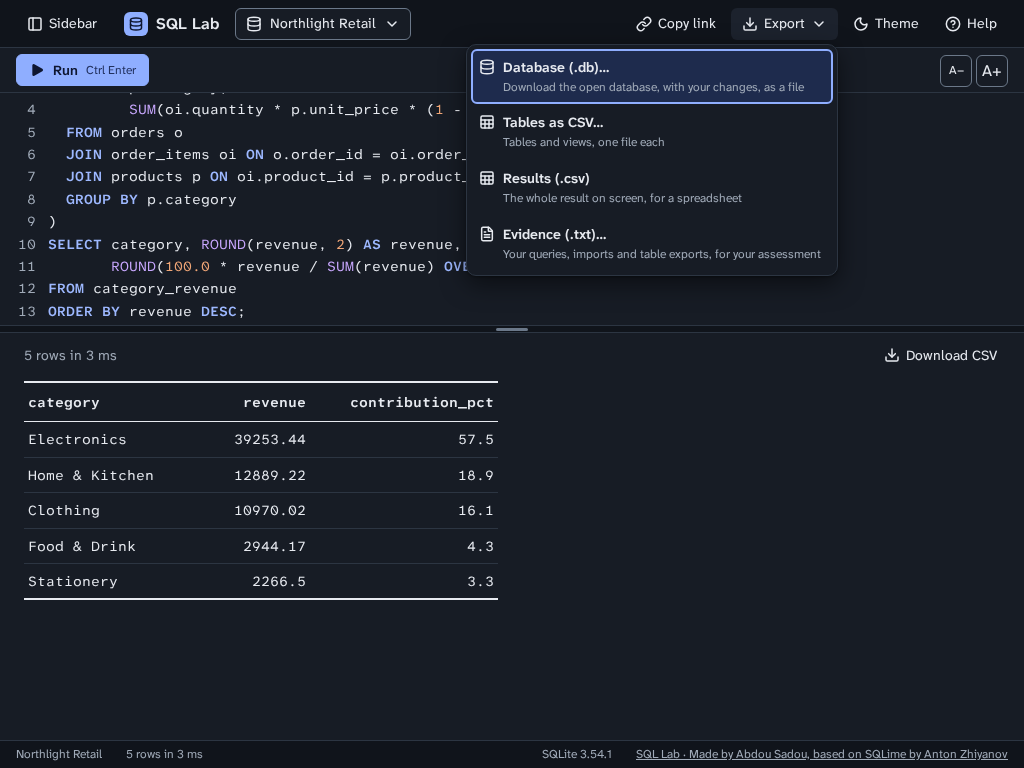 Sidebar
SQL Lab
Northlight Retail
Copy link
Export
Theme
Help
Run Ctrl Enter
A−
A+
Database (.db)…
Download the open database, with your changes, as a file
Tables as CSV…
Tables and views, one file each
Results (.csv)
The whole result on screen, for a spreadsheet
Evidence (.txt)…
Your queries, imports and table exports, for your assessment
4 SUM(oi.quantity * p.unit_price * (1 -
5 FROM orders o
6 JOIN order_items oi ON o.order_id = oi.order_
7 JOIN products p ON oi.product_id = p.product_
8 GROUP BY p.category
9 )
10 SELECT category, ROUND(revenue, 2) AS revenue,
11 ROUND(100.0 * revenue / SUM(revenue) OVE
12 FROM category_revenue
13 ORDER BY revenue DESC;
5 rows in 3 ms
Download CSV
category revenue contribution_pct
Electronics 39253.44 57.5
Home & Kitchen 12889.22 18.9
Clothing 10970.02 16.1
Food & Drink 2944.17 4.3
Stationery 2266.5 3.3
Northlight Retail 5 rows in 3 ms SQLite 3.54.1 SQL Lab · Made by Abdou Sadou, based on SQLime by Anton Zhiyanov